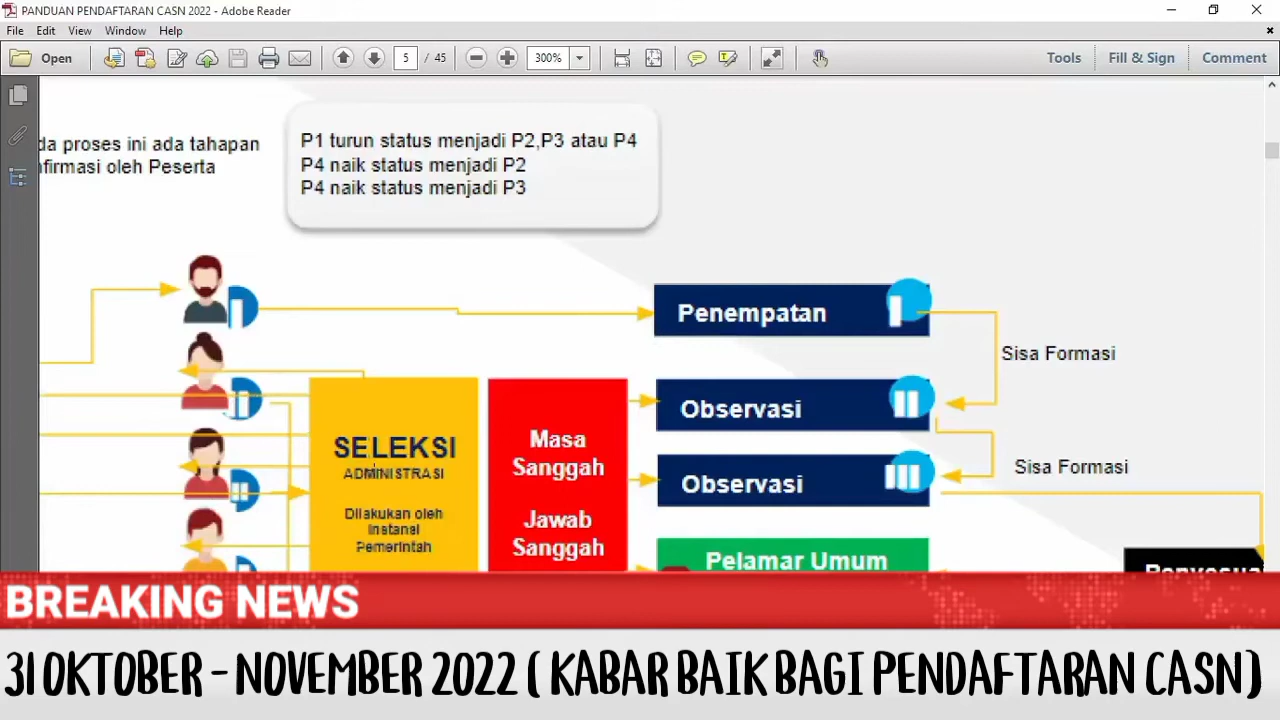 PANDUAN PENDAFTARAN CASN 2022 - Adobe Reader
File Edit View Window Help
Open 5 / 45 300% Tools Fill & Sign Comment
da proses ini ada tahapan
nfirmasi oleh Peserta
P1 turun status menjadi P2,P3 atau P4
P4 naik status menjadi P2
P4 naik status menjadi P3
Penempatan
Sisa Formasi
Observasi
Sisa Formasi
Observasi
SELEKSI
ADMINISTRASI
Dilakukan oleh
Instansi
Pemerintah
Masa
Sanggah
Jawab
Sanggah
Pelamar Umum
BREAKING NEWS
31 OKTOBER - NOVEMBER 2022 ( KABAR BAIK BAGI PENDAFTARAN CASN)